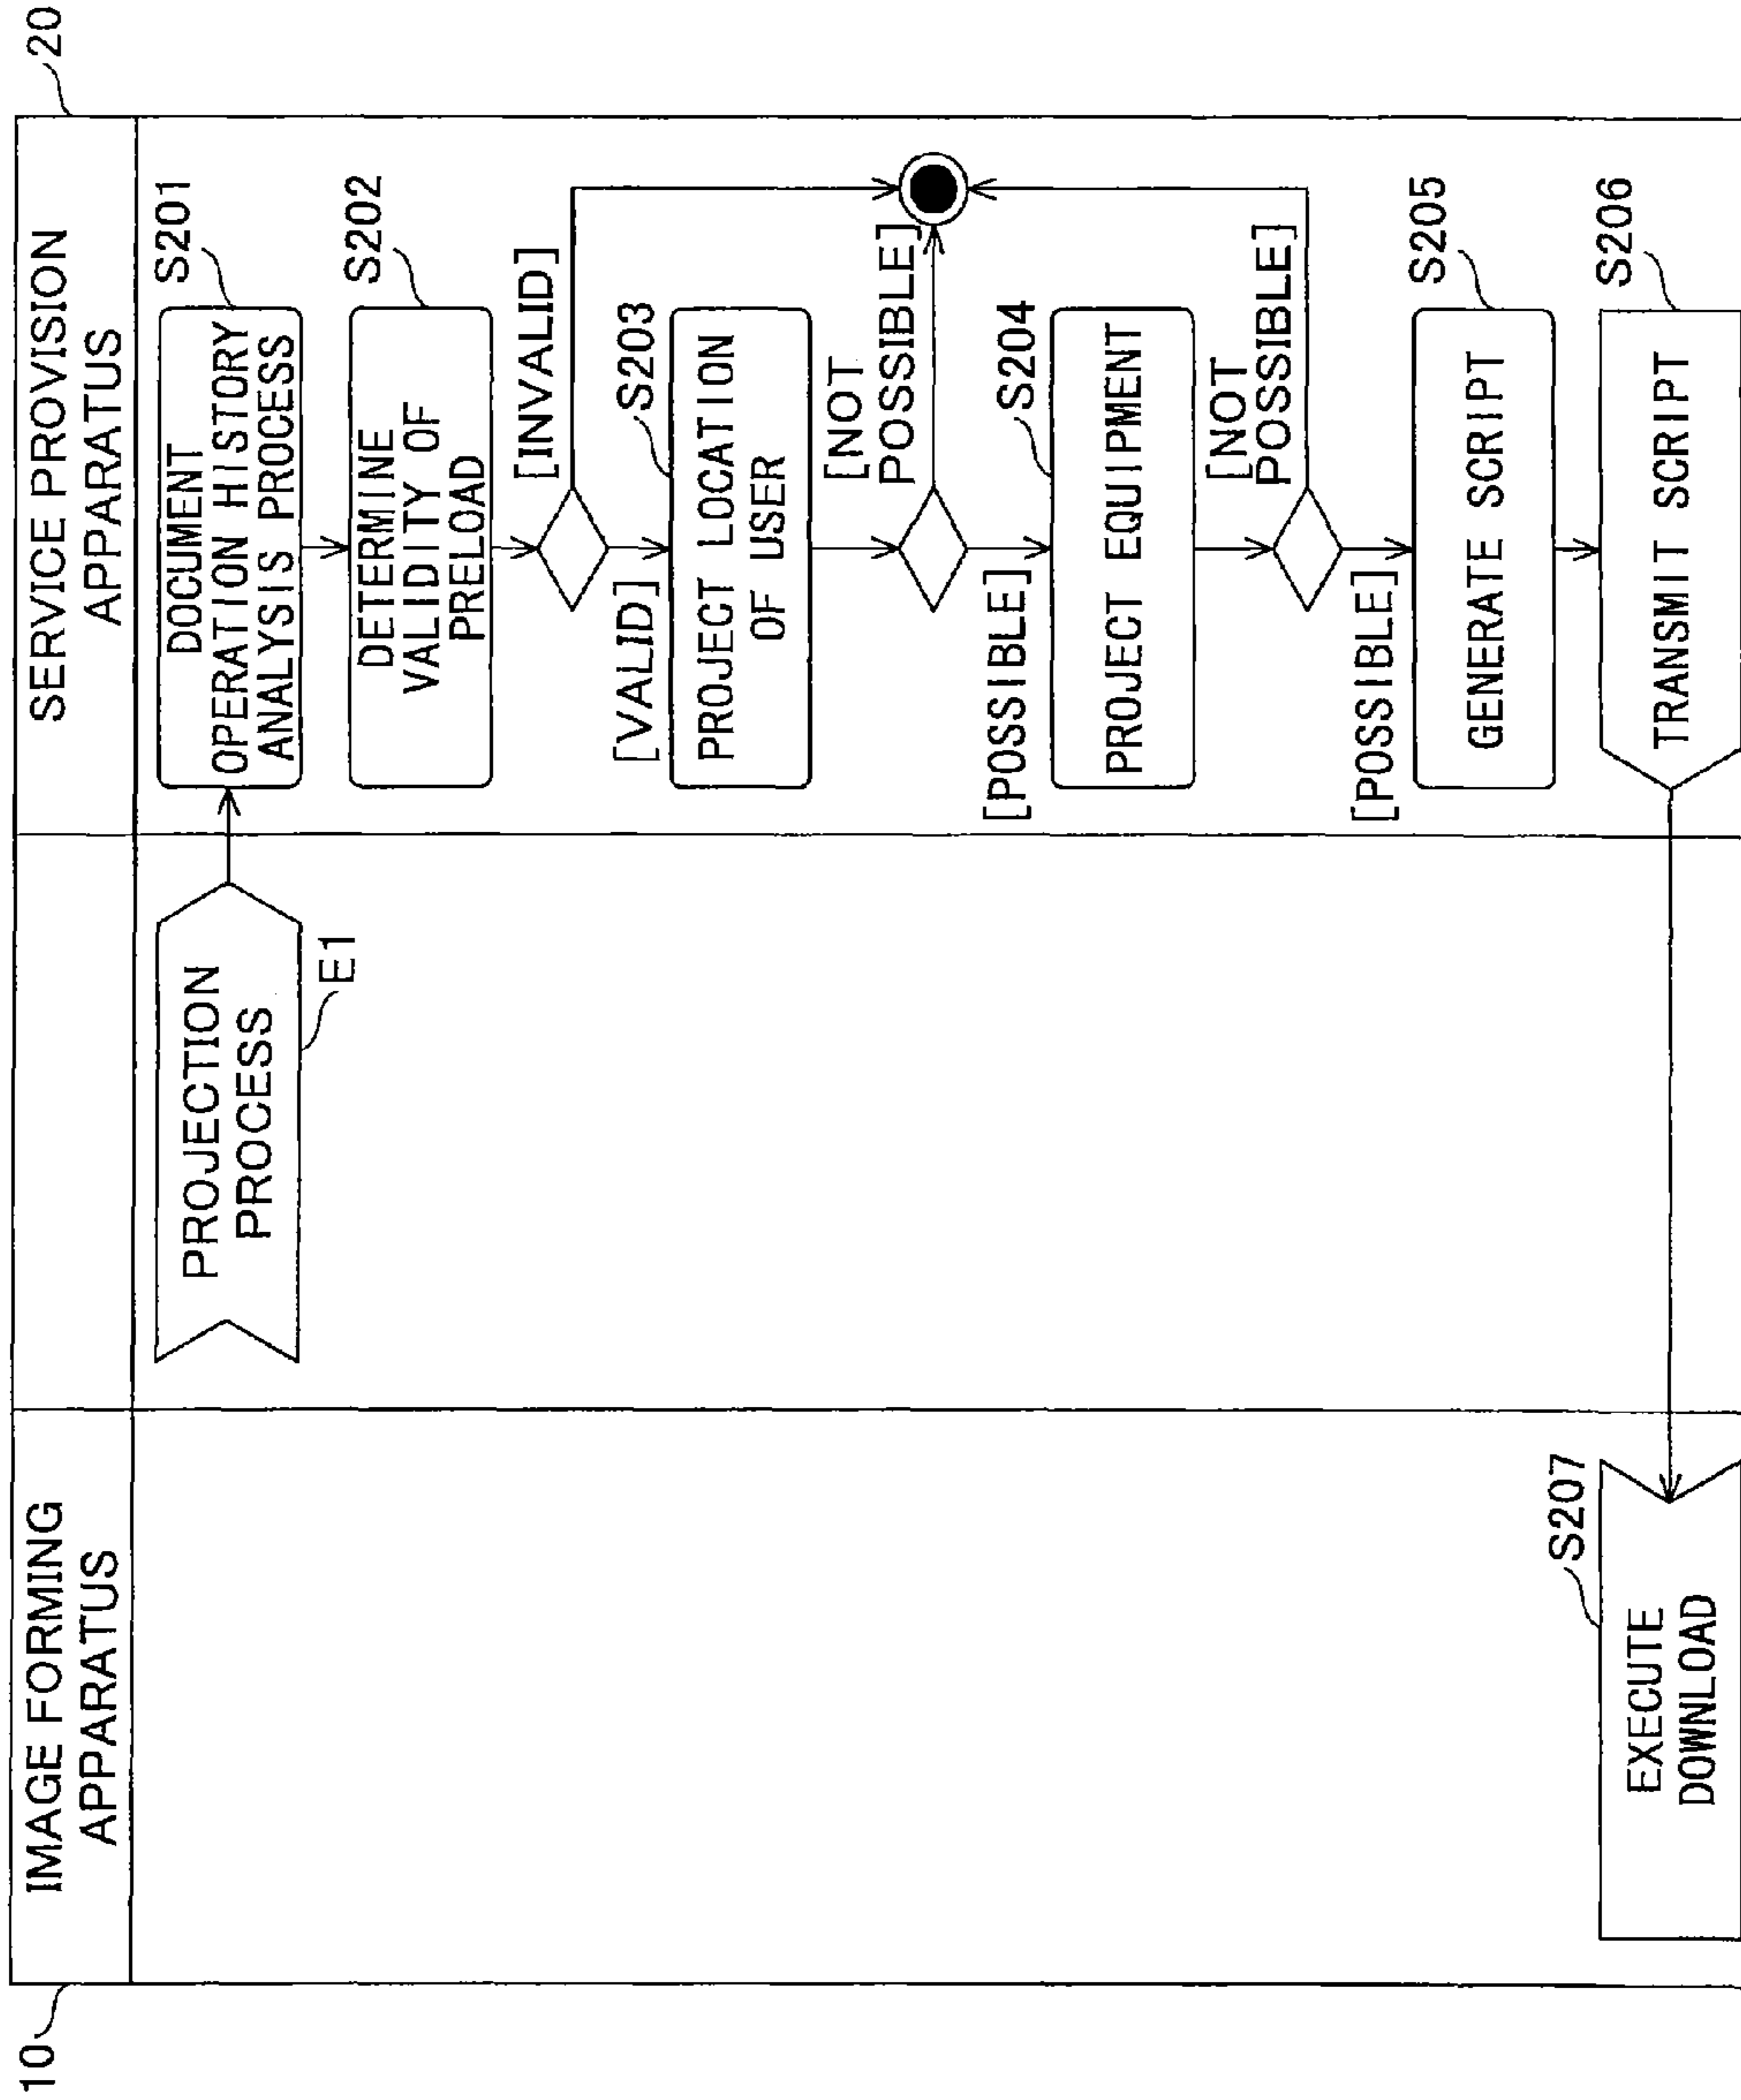 10
IMAGE FORMING
APPARATUS
SERVICE PROVISION
APPARATUS
20
PROJECTION
PROCESS
E1
DOCUMENT
OPERATION HISTORY
ANALYSIS PROCESS
S201
DETERMINE
VALIDITY OF
PRELOAD
S202
[INVALID]
[VALID]
PROJECT LOCATION
OF USER
S203
[NOT
POSSIBLE]
[POSSIBLE]
PROJECT EQUIPMENT
S204
[NOT
POSSIBLE]
[POSSIBLE]
GENERATE SCRIPT
S205
TRANSMIT SCRIPT
S206
EXECUTE
DOWNLOAD
S207